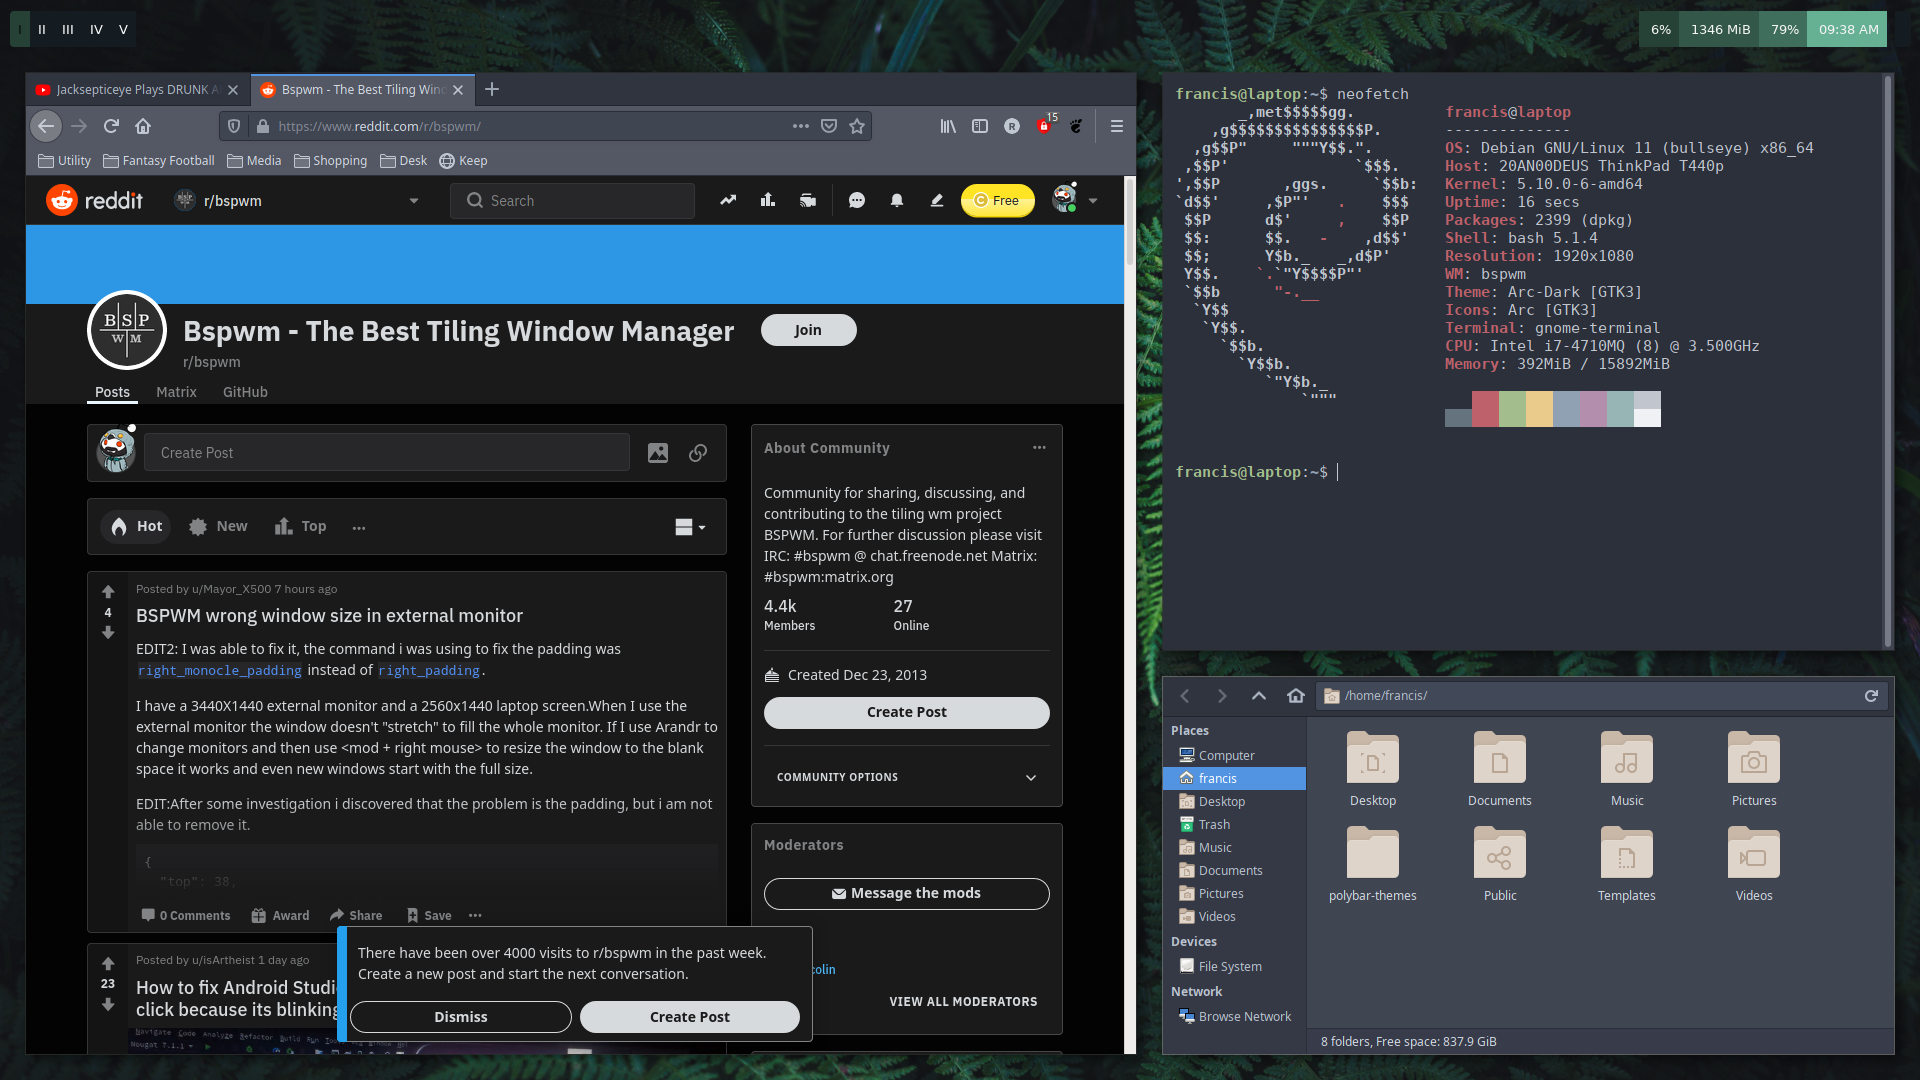 I II III IV V
6% 1346 MiB 79% 09:38 AM
Jacksepticeye Plays DRUNK
Bspwm - The Best Tiling Win
https://www.reddit.com/r/bspwm/
15
Utility Fantasy Football Media Shopping Desk Keep
reddit r/bspwm Search Free
BSP
WM
Bspwm - The Best Tiling Window Manager
Join
r/bspwm
Posts Matrix GitHub
Create Post
Hot New Top ...
Posted by u/Mayor_X500 7 hours ago
4
BSPWM wrong window size in external monitor
EDIT2: I was able to fix it, the command i was using to fix the padding was
right_monocle_padding instead of right_padding.
I have a 3440X1440 external monitor and a 2560x1440 laptop screen.When I use the
external monitor the window doesn't "stretch" to fill the whole monitor. If I use Arandr to
change monitors and then use <mod + right mouse> to resize the window to the blank
space it works and even new windows start with the full size.
EDIT:After some investigation i discovered that the problem is the padding, but i am not
able to remove it.
{
"top": 38,
0 Comments Award Share Save ...
Posted by u/isArtheist 1 day ago
23
How to fix Android Studi
click because its blinking
Navigate Code Analyze Refactor Build Run
Nougat 7.1.1
About Community
Community for sharing, discussing, and
contributing to the tiling wm project
BSPWM. For further discussion please visit
IRC: #bspwm @ chat.freenode.net Matrix:
#bspwm:matrix.org
4.4k 27
Members Online
Created Dec 23, 2013
Create Post
COMMUNITY OPTIONS
Moderators
Message the mods
colin
VIEW ALL MODERATORS
There have been over 4000 visits to r/bspwm in the past week.
Create a new post and start the next conversation.
Dismiss Create Post
francis@laptop:~$ neofetch
francis@laptop
--------------
OS: Debian GNU/Linux 11 (bullseye) x86_64
Host: 20AN00DEUS ThinkPad T440p
Kernel: 5.10.0-6-amd64
Uptime: 16 secs
Packages: 2399 (dpkg)
Shell: bash 5.1.4
Resolution: 1920x1080
WM: bspwm
Theme: Arc-Dark [GTK3]
Icons: Arc [GTK3]
Terminal: gnome-terminal
CPU: Intel i7-4710MQ (8) @ 3.500GHz
Memory: 392MiB / 15892MiB
francis@laptop:~$
/home/francis/
Places
Computer
francis
Desktop
Trash
Music
Documents
Pictures
Videos
Devices
File System
Network
Browse Network
Desktop Documents Music Pictures
polybar-themes Public Templates Videos
8 folders, Free space: 837.9 GiB